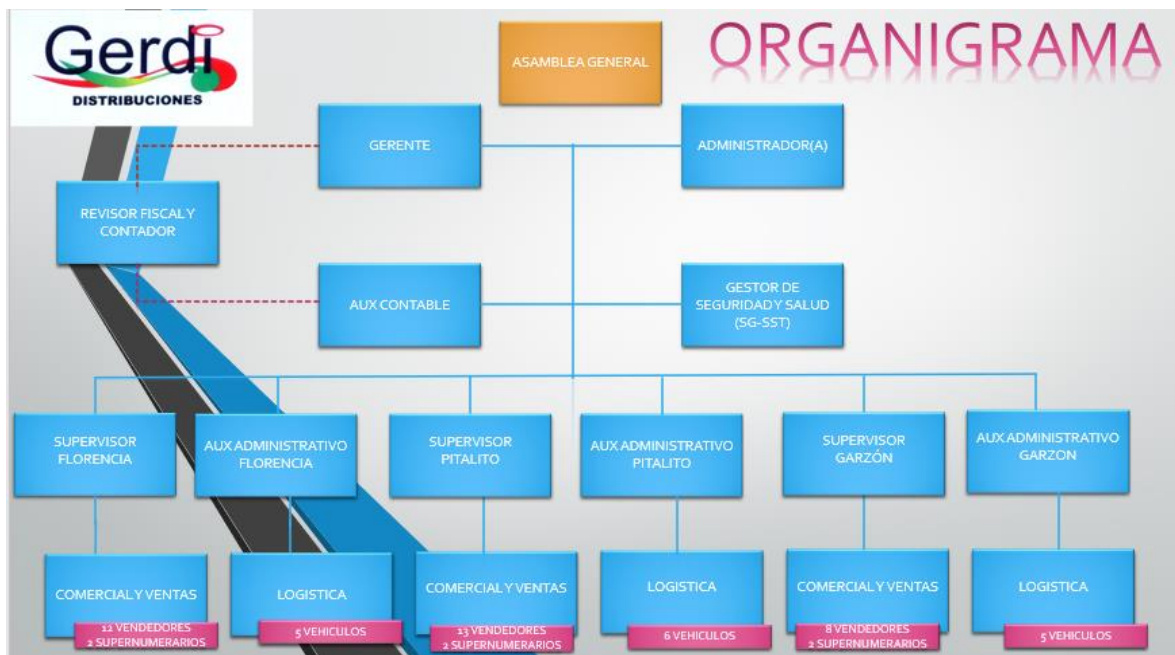 Gerdi
DISTRIBUCIONES
ORGANIGRAMA
ASAMBLEA GENERAL
GERENTE
ADMINISTRADOR(A)
REVISOR FISCAL Y
CONTADOR
AUX CONTABLE
GESTOR DE
SEGURIDAD Y SALUD
(SG-SST)
SUPERVISOR
FLORENCIA
AUX ADMINISTRATIVO
FLORENCIA
SUPERVISOR
PITALITO
AUX ADMINISTRATIVO
PITALITO
SUPERVISOR
GARZÓN
AUX ADMINISTRATIVO
GARZON
COMERCIAL Y VENTAS
12 VENDEDORES
2 SUPERNUMERARIOS
LOGISTICA
5 VEHICULOS
COMERCIAL Y VENTAS
13 VENDEDORES
2 SUPERNUMERARIOS
LOGISTICA
6 VEHICULOS
COMERCIAL Y VENTAS
8 VENDEDORES
2 SUPERNUMERARIOS
LOGISTICA
5 VEHICULOS